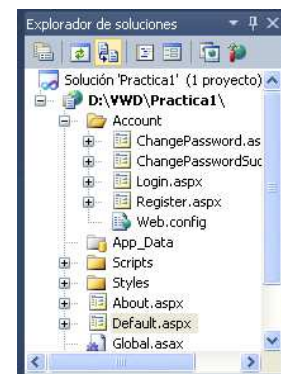 Explorador de soluciones
Solución 'Practica1' (1 proyecto)
D:\VWD\Practica1\
Account
ChangePassword.as
ChangePasswordSuc
Login.aspx
Register.aspx
Web.config
App_Data
Scripts
Styles
About.aspx
Default.aspx
Global.asax